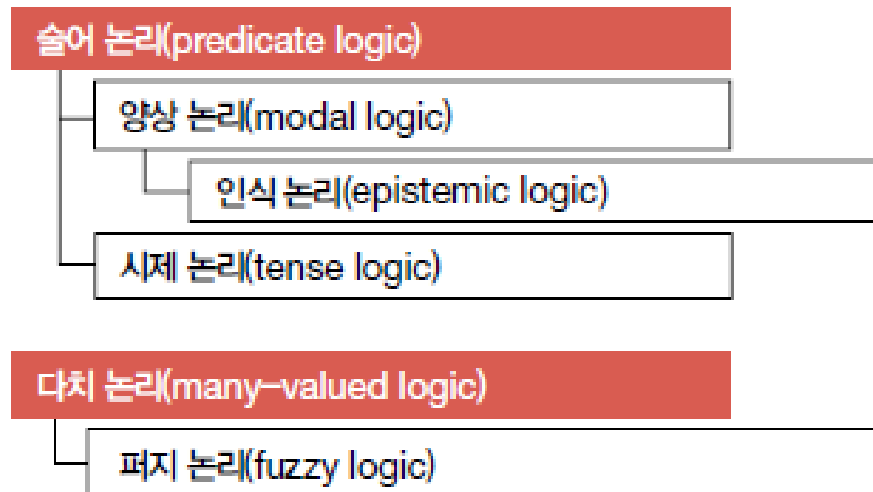 술어 논리(predicate logic)
양상 논리(modal logic)
인식 논리(epistemic logic)
시제 논리(tense logic)
다치 논리(many-valued logic)
퍼지 논리(fuzzy logic)